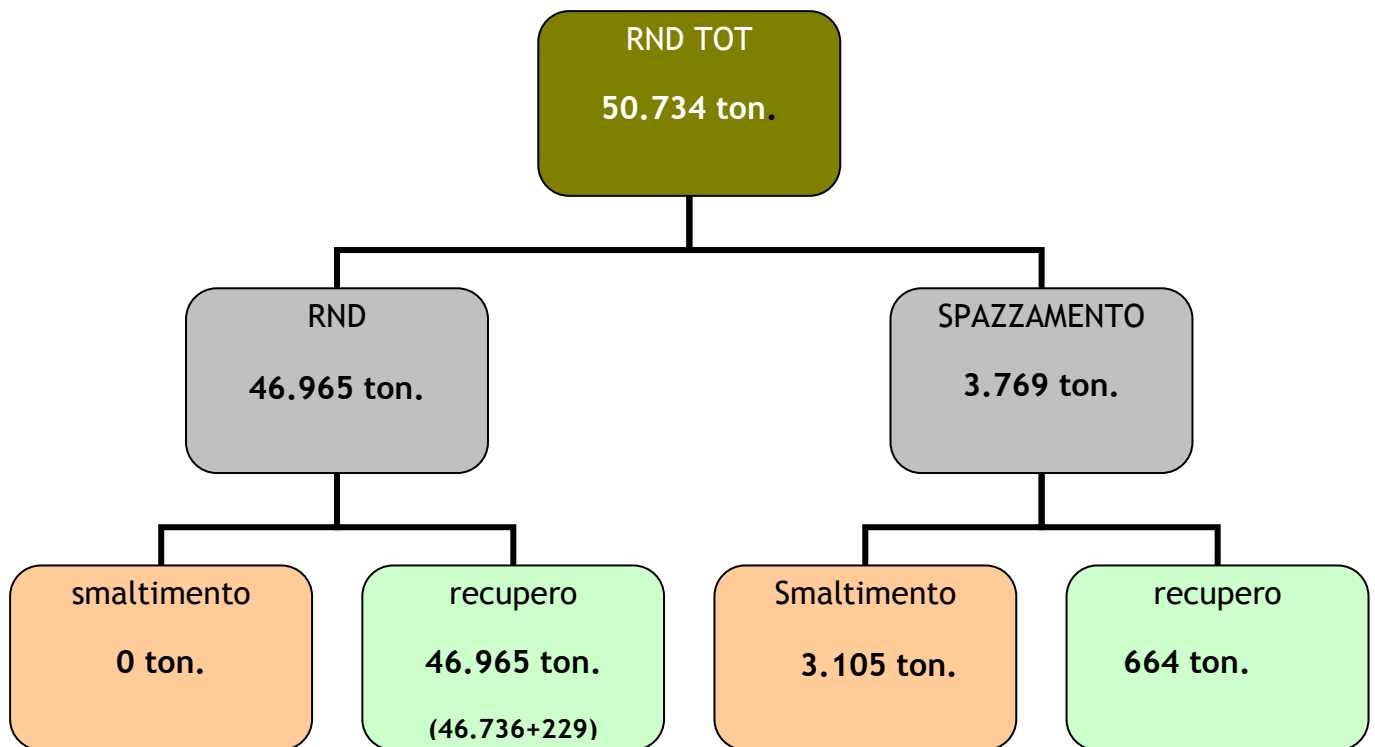 RND TOT
50.734 ton.
RND
46.965 ton.
SPAZZAMENTO
3.769 ton.
smaltimento
0 ton.
recupero
46.965 ton.
(46.736+229)
Smaltimento
3.105 ton.
recupero
664 ton.